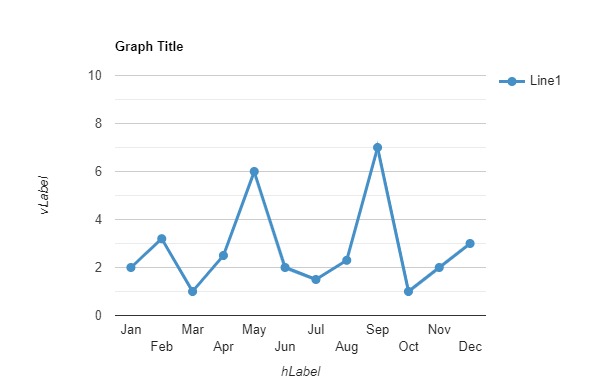 Graph Title
Line1
10
8
6
4
2
0
vLabel
Jan Mar May Jul Sep Nov
Feb Apr Jun Aug Oct Dec
hLabel